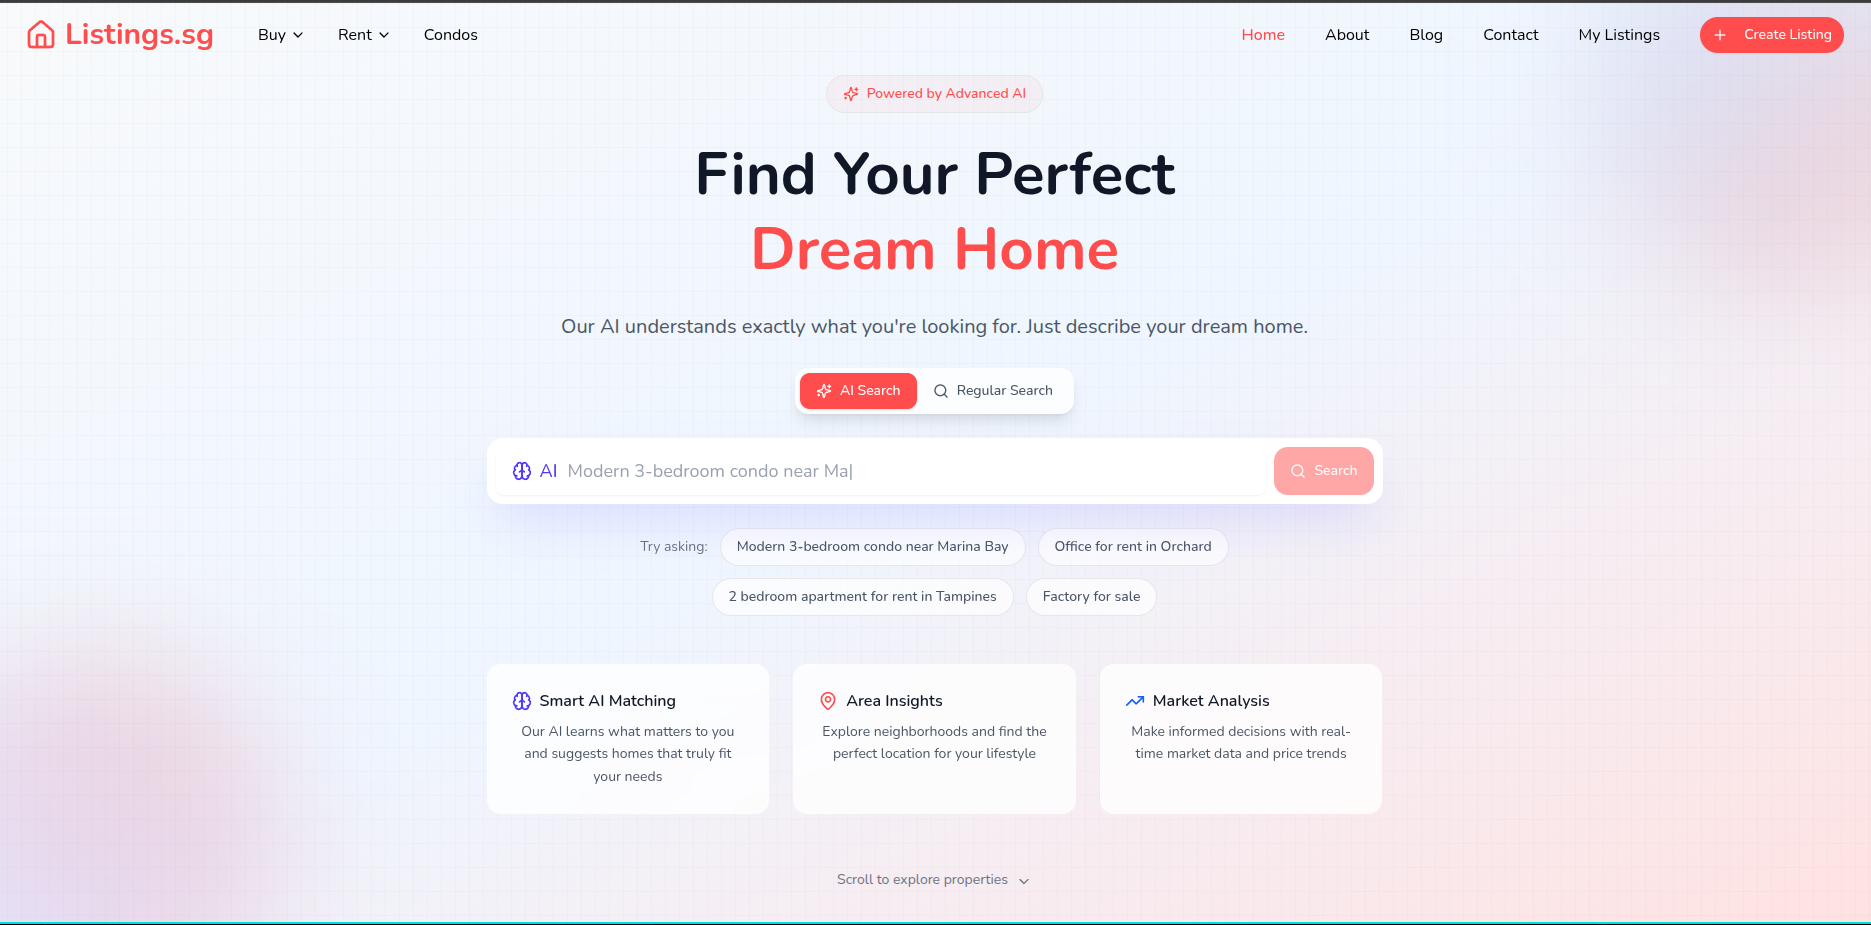 Listings.sg Buy Rent Condos Home About Blog Contact My Listings Create Listing
Powered by Advanced AI
Find Your Perfect
Dream Home
Our AI understands exactly what you're looking for. Just describe your dream home.
AI Search Regular Search
AI Modern 3-bedroom condo near Ma| Search
Try asking: Modern 3-bedroom condo near Marina Bay Office for rent in Orchard
2 bedroom apartment for rent in Tampines Factory for sale
Smart AI Matching
Our AI learns what matters to you
and suggests homes that truly fit
your needs
Area Insights
Explore neighborhoods and find the
perfect location for your lifestyle
Market Analysis
Make informed decisions with real-
time market data and price trends
Scroll to explore properties